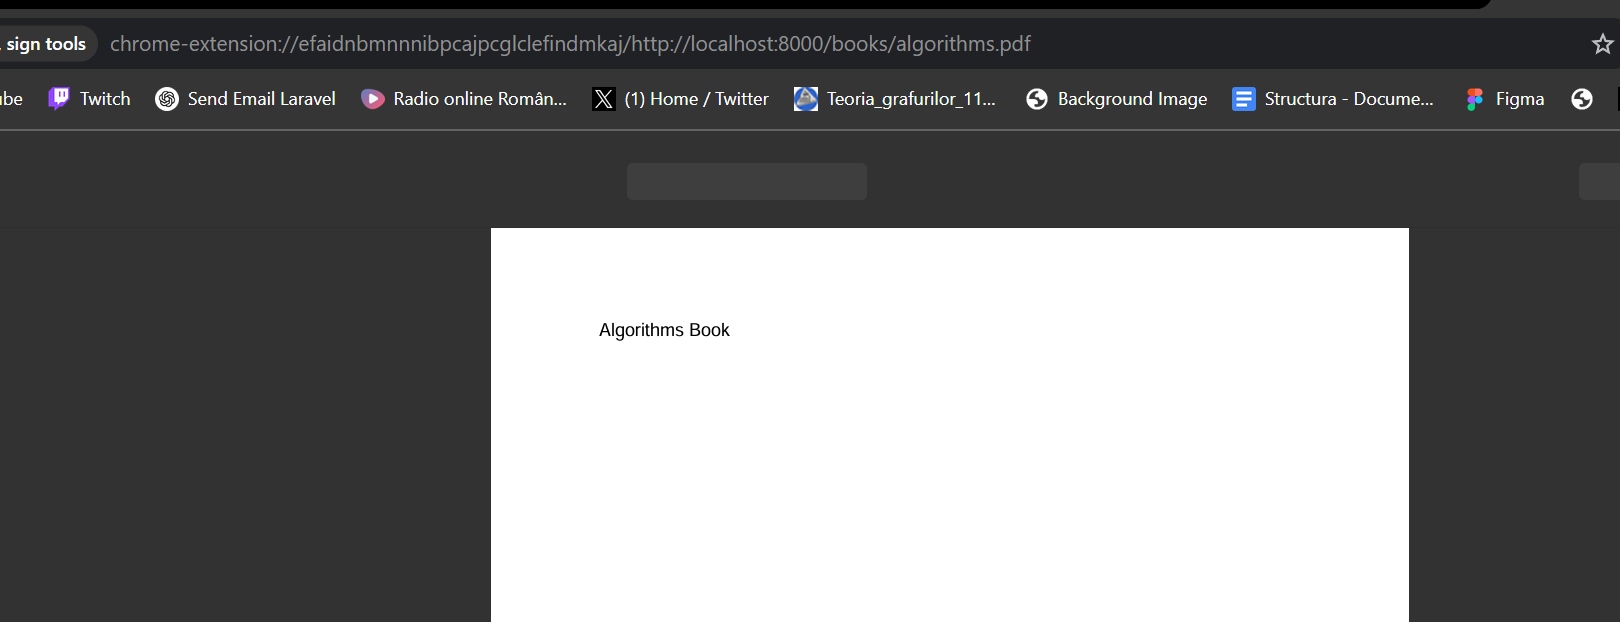 sign tools
chrome-extension://efaidnbmnnnibpcajpcglclefindmkaj/http://localhost:8000/books/algorithms.pdf
be Twitch Send Email Laravel Radio online Român... X (1) Home / Twitter Teoria_grafurilor_11... Background Image Structura - Docume... Figma
Algorithms Book